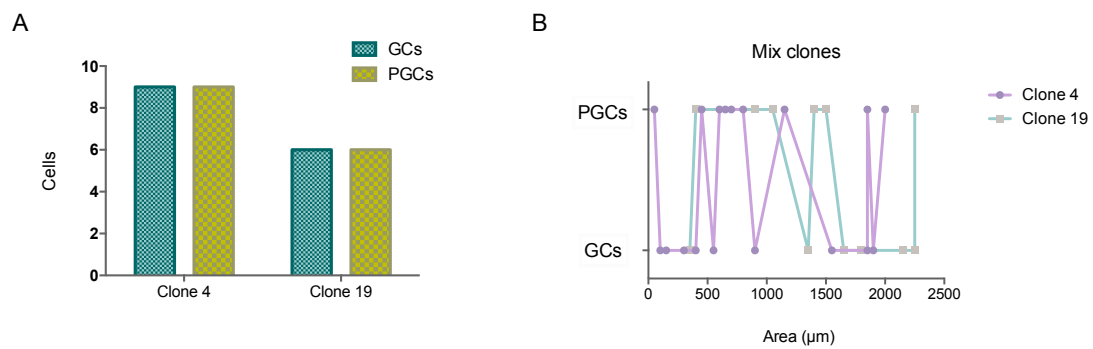 A
GCs
PGCs
10
8
6
4
2
0
Cells
Clone 4
Clone 19
B
Mix clones
PGCs
GCs
Clone 4
Clone 19
0
500
1000
1500
2000
2500
Area (µm)